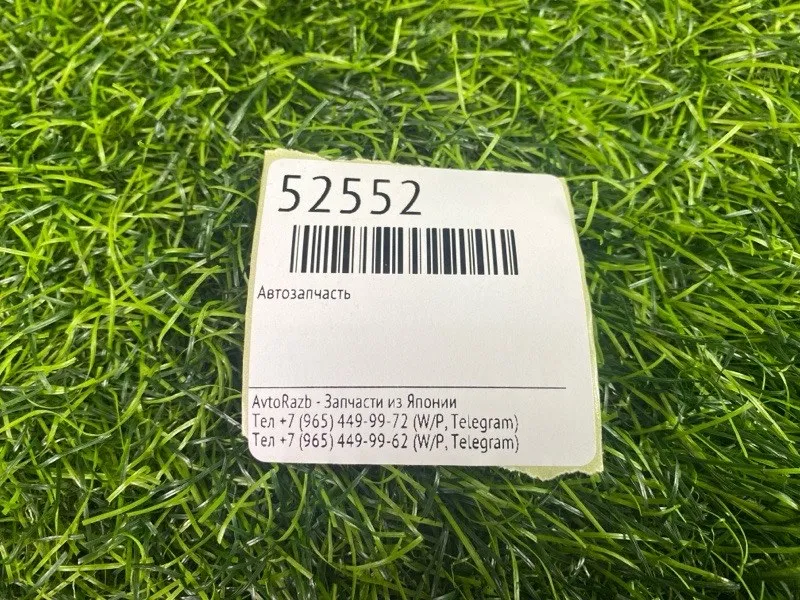 52552
Автозапчасть
AvtoRazb - Запчасти из Японии
Тел +7 (965) 449-99-72 (W/P, Telegram)
Тел +7 (965) 449-99-62 (W/P, Telegram)